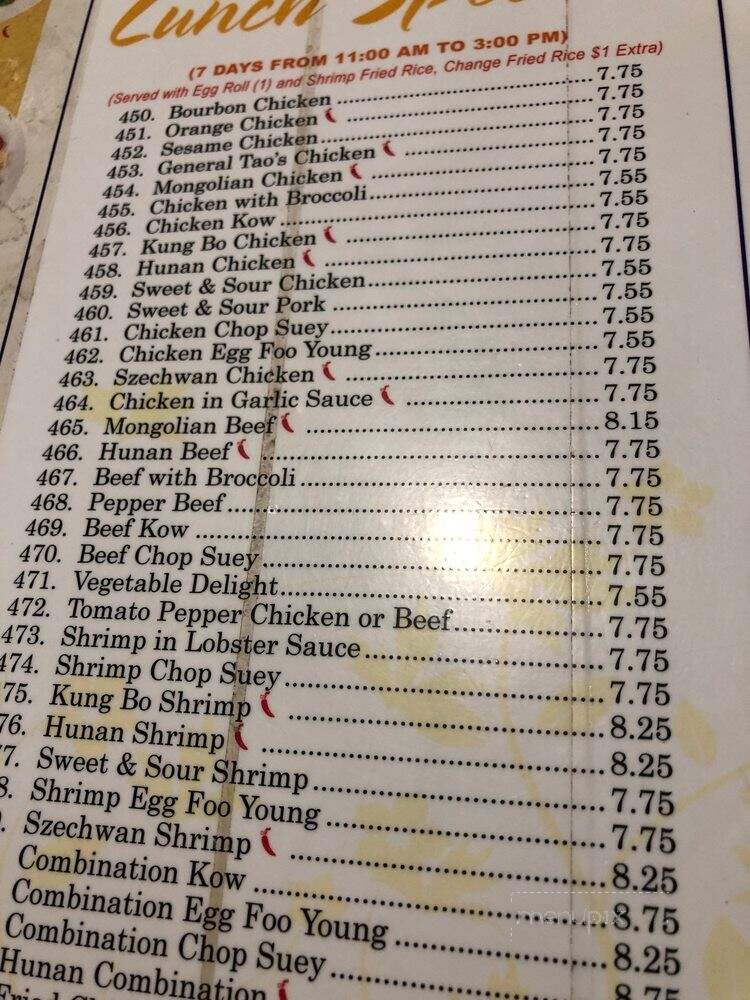 Lunch Spe
(7 DAYS FROM 11:00 AM TO 3:00 PM)
(Served with Egg Roll (1) and Shrimp Fried Rice, Change Fried Rice $1 Extra)
450. Bourbon Chicken 7.75
451. Orange Chicken 7.75
452. Sesame Chicken 7.75
453. General Tao's Chicken 7.75
454. Mongolian Chicken 7.75
455. Chicken with Broccoli 7.55
456. Chicken Kow 7.55
457. Kung Bo Chicken 7.75
458. Hunan Chicken 7.75
459. Sweet & Sour Chicken 7.55
460. Sweet & Sour Pork 7.55
461. Chicken Chop Suey 7.55
462. Chicken Egg Foo Young 7.55
463. Szechwan Chicken 7.75
464. Chicken in Garlic Sauce 7.75
465. Mongolian Beef 8.15
466. Hunan Beef 7.75
467. Beef with Broccoli 7.75
468. Pepper Beef 7.75
469. Beef Kow 7.75
470. Beef Chop Suey 7.75
471. Vegetable Delight 7.55
472. Tomato Pepper Chicken or Beef 7.75
473. Shrimp in Lobster Sauce 7.75
474. Shrimp Chop Suey 7.75
75. Kung Bo Shrimp 8.25
76. Hunan Shrimp 8.25
7. Sweet & Sour Shrimp 7.75
8. Shrimp Egg Foo Young 7.75
. Szechwan Shrimp 8.25
Combination Kow 8.75
Combination Egg Foo Young 8.25
Combination Chop Suey 8.75
Hunan Combination
menupix